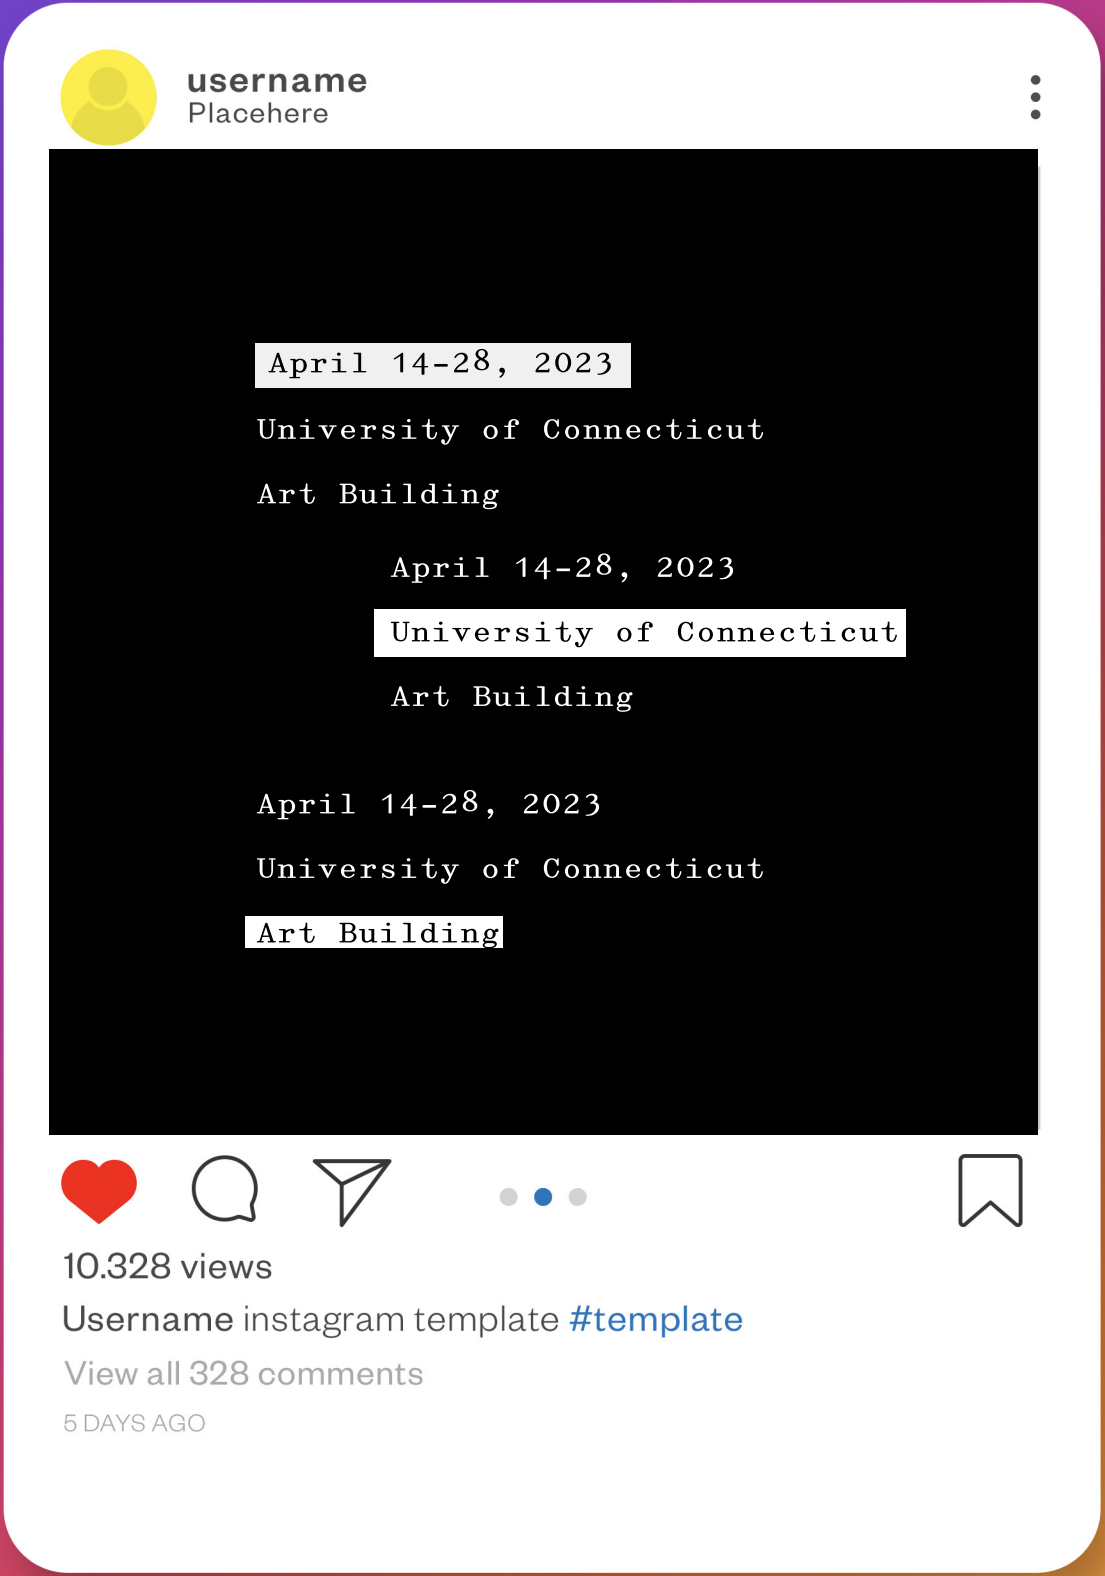 username
Placehere
April 14-28, 2023
University of Connecticut
Art Building
April 14-28, 2023
University of Connecticut
Art Building
April 14-28, 2023
University of Connecticut
Art Building
10.328 views
Username instagram template #template
View all 328 comments
5 DAYS AGO